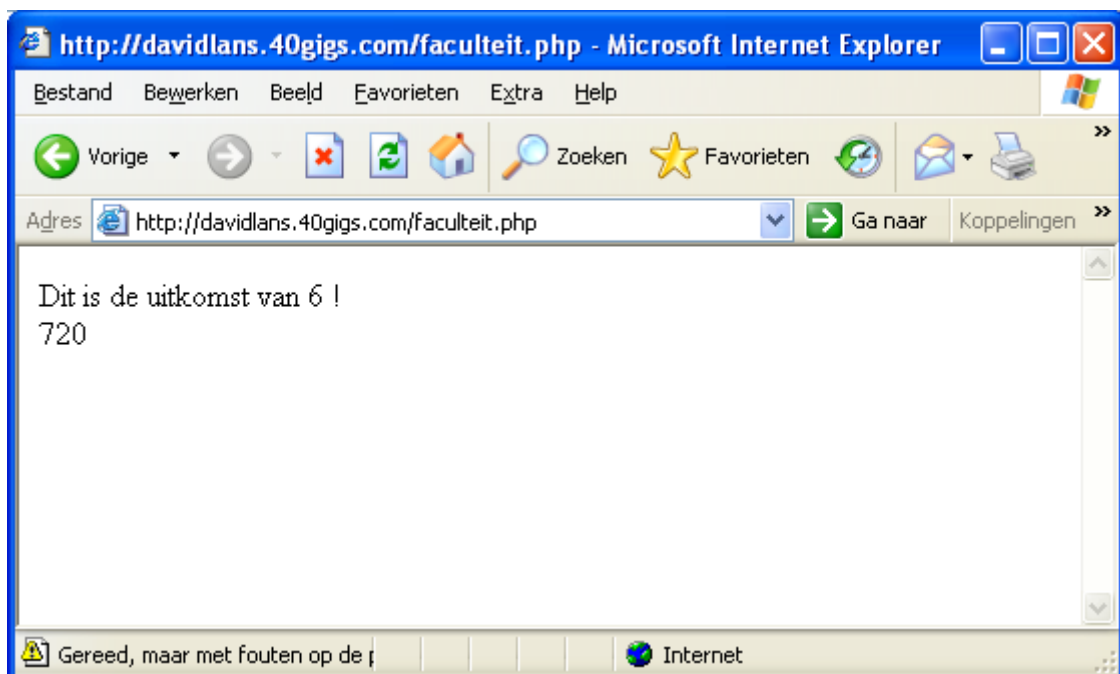 http://davidlans.40gigs.com/faculteit.php - Microsoft Internet Explorer
Bestand Bewerken Beeld Favorieten Extra Help
Vorige Zoeken Favorieten »
Adres http://davidlans.40gigs.com/faculteit.php Ga naar Koppelingen »
Dit is de uitkomst van 6 !
720
Gereed, maar met fouten op de Internet